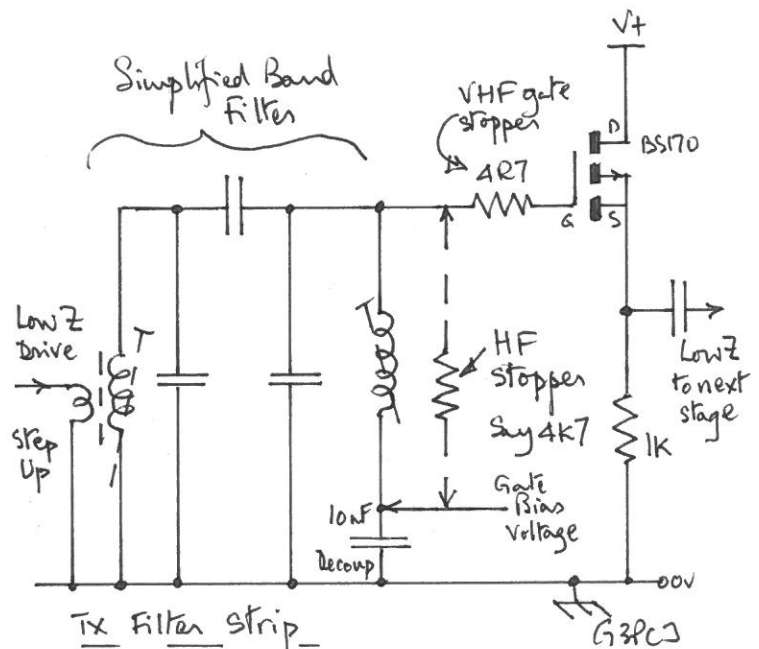 Simplified Band
Filter
VHF gate
stopper
4R7
V+
D
BS170
G
S
Low Z
Drive
Step
Up
HF
Stopper
Say 4K7
Low Z
to next
stage
1K
10nF
Decoup
Gate
Bias
Voltage
0V
Tx Filter Strip
G3PCJ